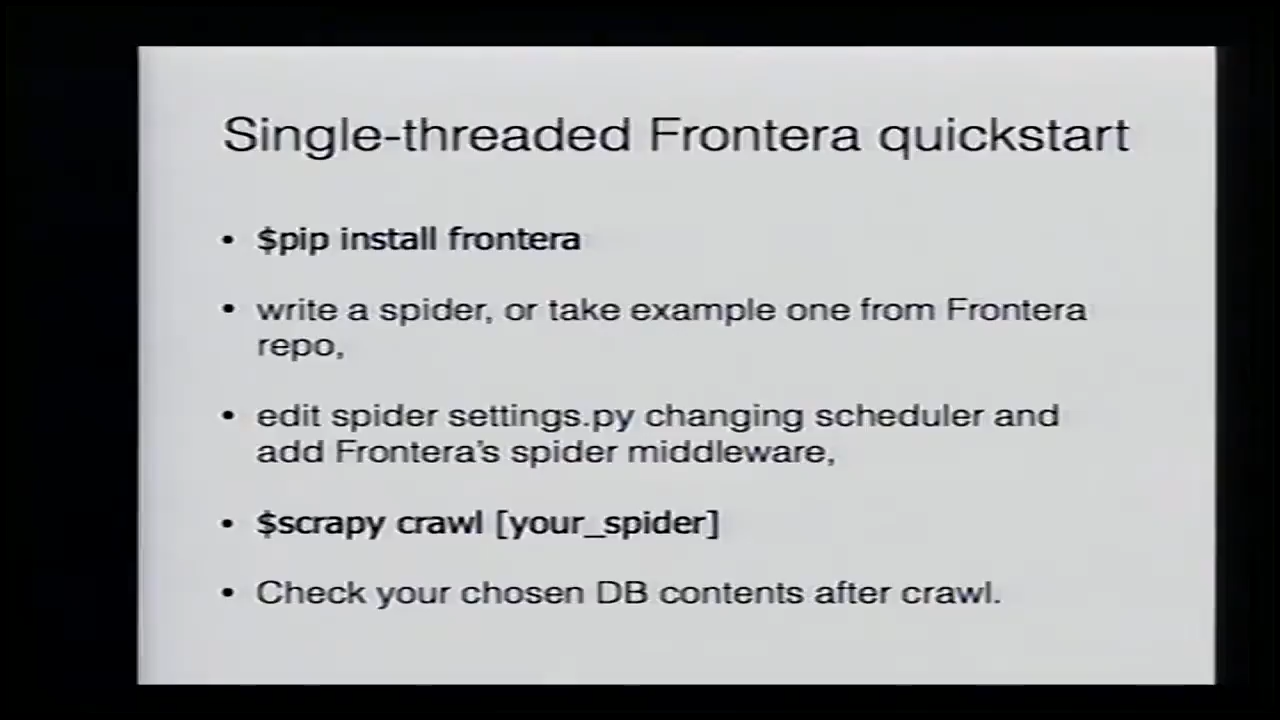 Single-threaded Frontera quickstart
• $pip install frontera
• write a spider, or take example one from Frontera
repo,
• edit spider settings.py changing scheduler and
add Frontera's spider middleware,
• $scrapy crawl [your_spider]
• Check your chosen DB contents after crawl.